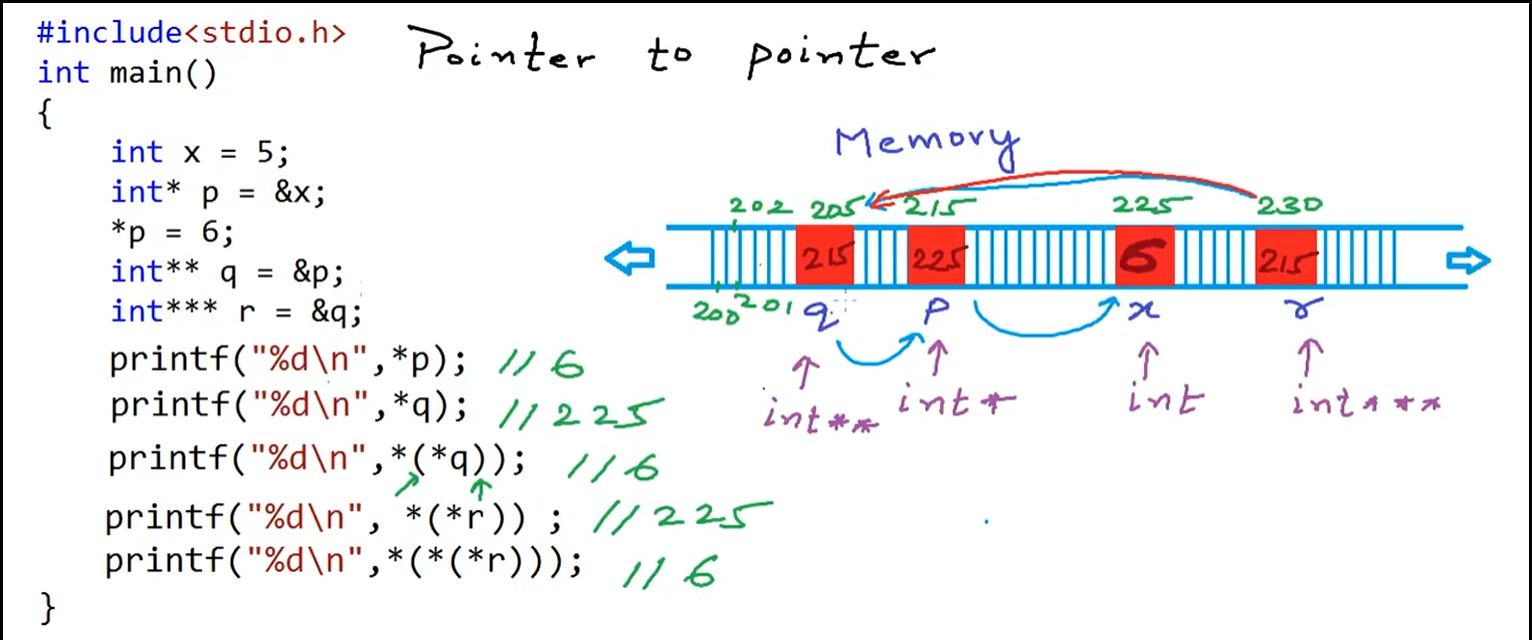 #include<stdio.h>
Pointer to pointer
int main()
{
int x = 5;
int* p = &x;
*p = 6;
int** q = &p;
int*** r = &q;
printf("%d\n",*p); // 6
printf("%d\n",*q); // 225
printf("%d\n",*(*q)); // 6
printf("%d\n", *(*r)) ; // 225
printf("%d\n",*(*(*r))); // 6
}
Memory
202 205 215 225 230
215 225 6 215
200 201 q p x r
int** int* int int***